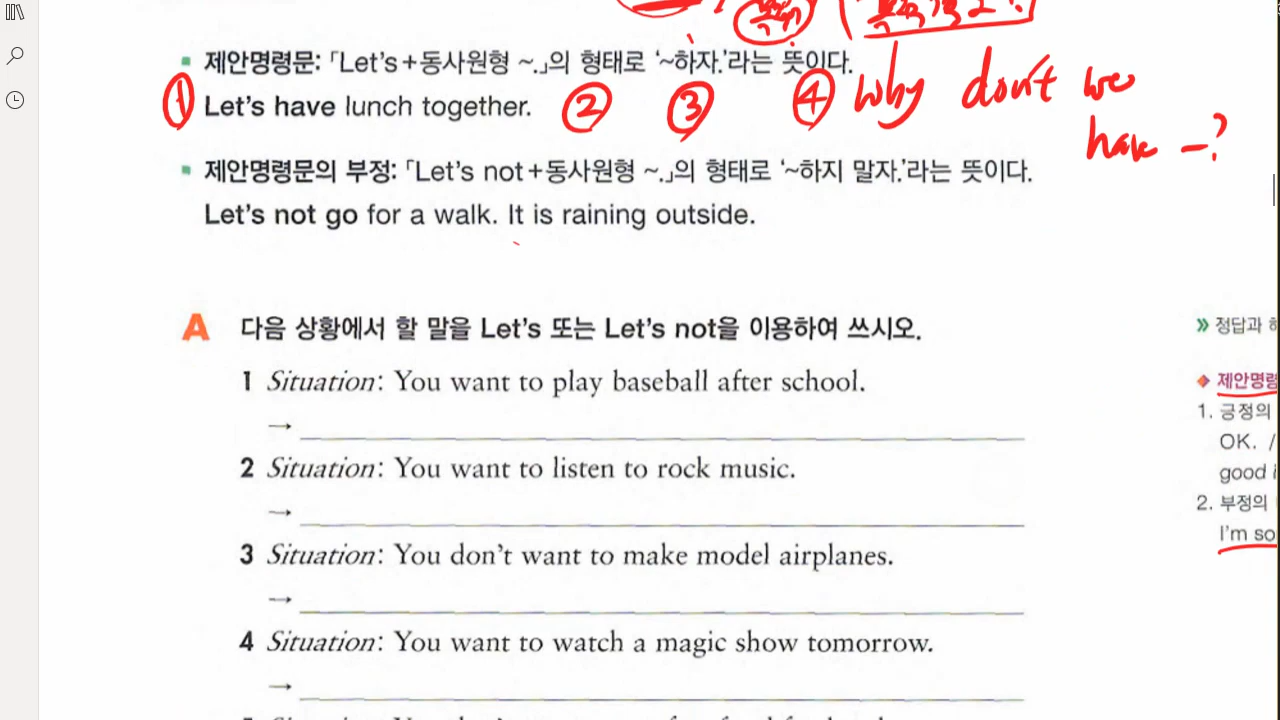 제안명령문: 「Let's+동사원형 ~.」의 형태로 '~하자.'라는 뜻이다.
① Let's have lunch together. ② ③ ④ why don't we
have —?
제안명령문의 부정: 「Let's not+동사원형 ~.」의 형태로 '~하지 말자.'라는 뜻이다.
Let's not go for a walk. It is raining outside.
A 다음 상황에서 할 말을 Let's 또는 Let's not을 이용하여 쓰시오.
» 정답과
1 Situation: You want to play baseball after school.
→
2 Situation: You want to listen to rock music.
→
3 Situation: You don't want to make model airplanes.
→
4 Situation: You want to watch a magic show tomorrow.
→
◆ 제안명령
1. 긍정의
OK. /
good i
2. 부정의
I'm so